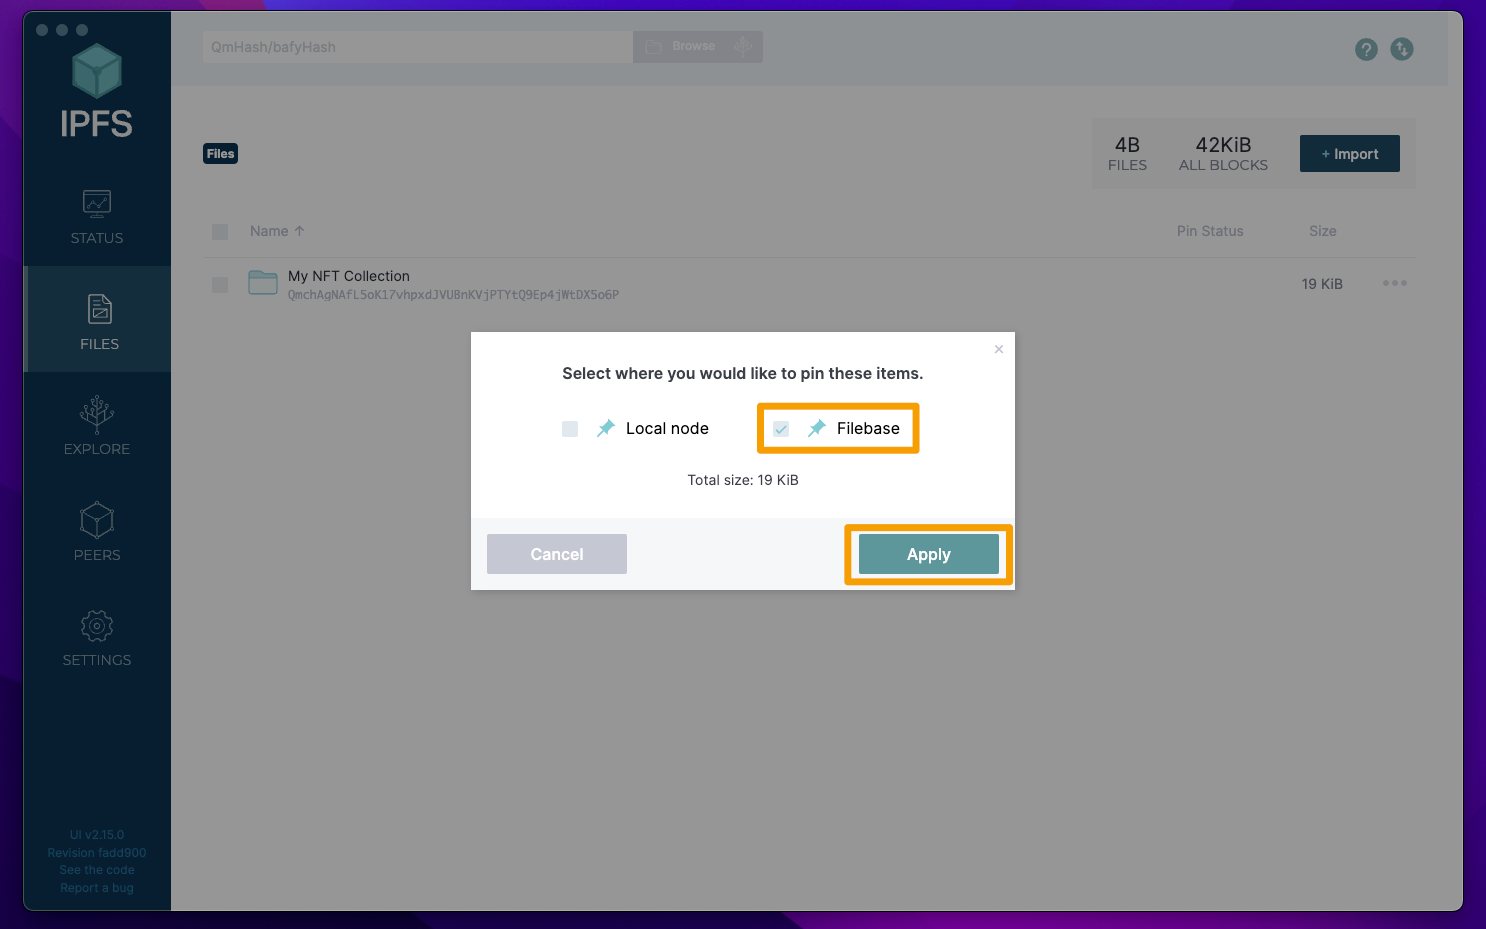 QmHash/bafyHash
Browse
IPFS
STATUS
FILES
EXPLORE
PEERS
SETTINGS
UI v2.15.0
Revision fadd900
See the code
Report a bug
Files
4B
FILES
42KiB
ALL BLOCKS
+ Import
Name ↑
Pin Status
Size
My NFT Collection
QmchAgNAfL5oK17vhpxdJVUBnKVjPTYtQ9Ep4jWtDX5o6P
19 KiB
Select where you would like to pin these items.
Local node
Filebase
Total size: 19 KiB
Cancel
Apply